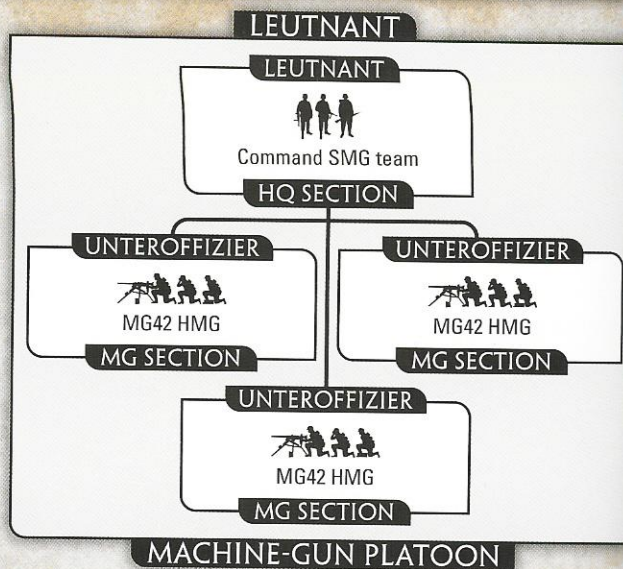 LEUTNANT
LEUTNANT
Command SMG team
HQ SECTION
UNTEROFFIZIER
MG42 HMG
MG SECTION
UNTEROFFIZIER
MG42 HMG
MG SECTION
UNTEROFFIZIER
MG42 HMG
MG SECTION
MACHINE-GUN PLATOON